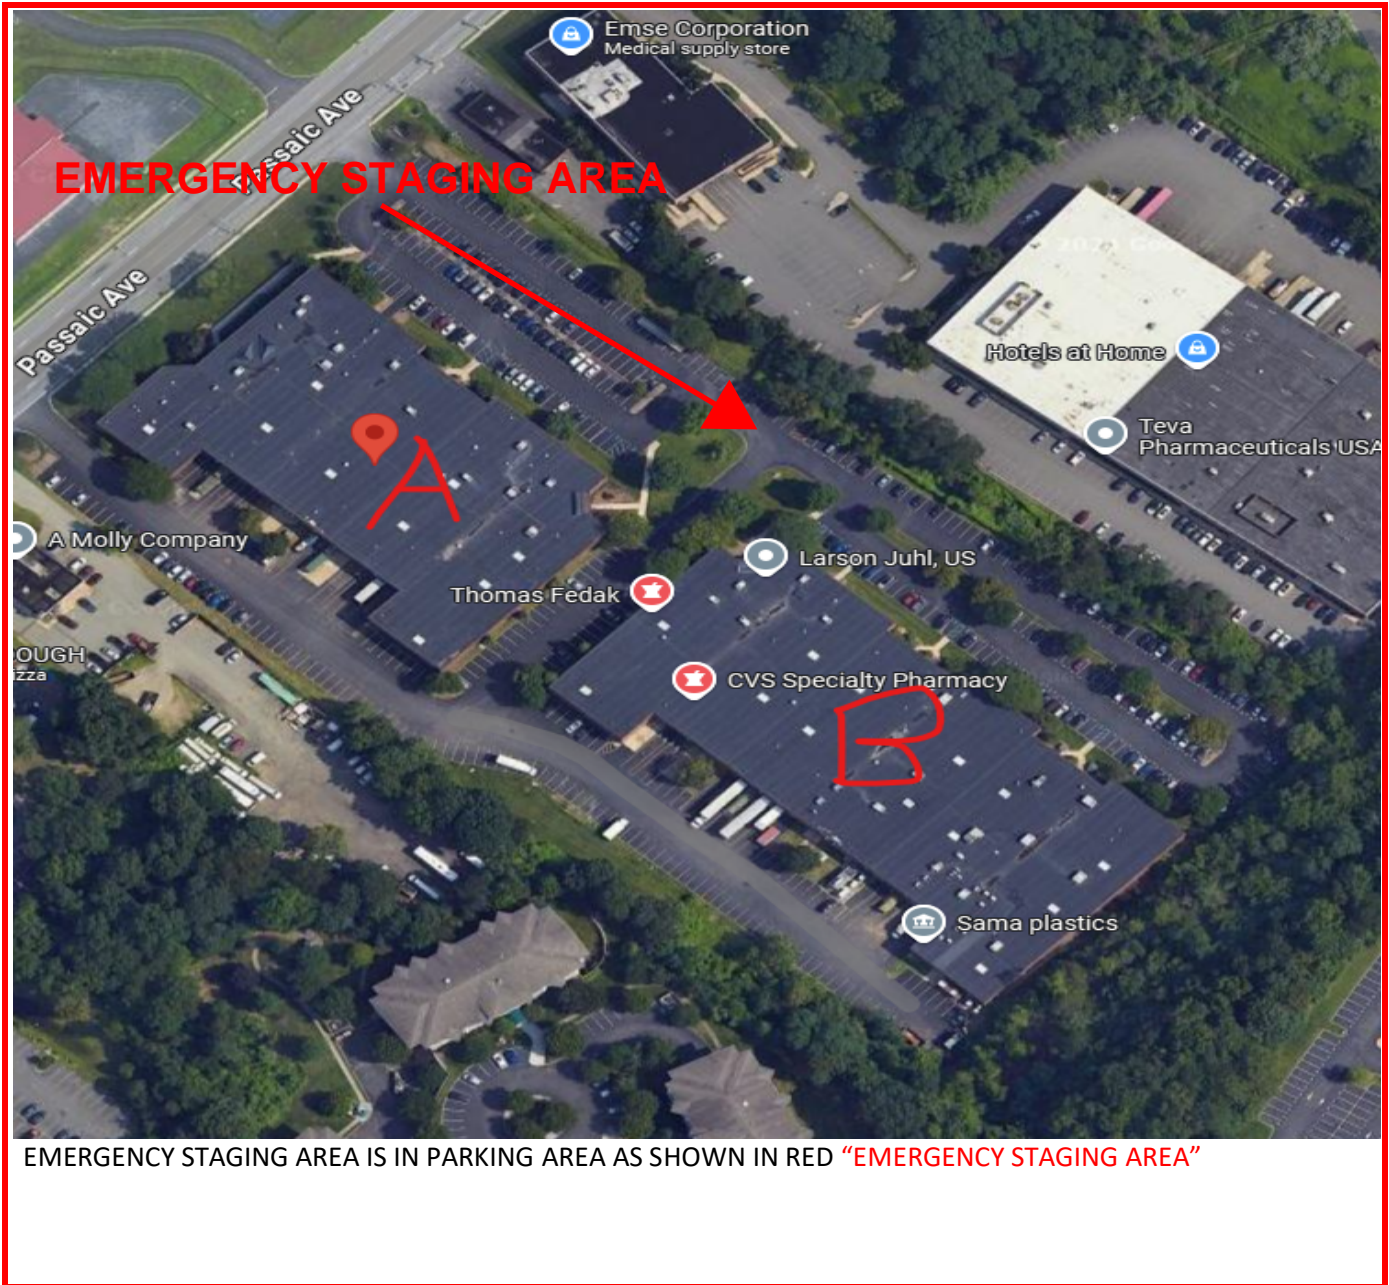 Emse Corporation
Medical supply store
Passaic Ave
EMERGENCY STAGING AREA
Passaic Ave
Hotels at Home
Teva
Pharmaceuticals USA
A
A Molly Company
Larson Juhl, US
Thomas Fedak
OUGH
izza
CVS Specialty Pharmacy
B
Sama plastics
EMERGENCY STAGING AREA IS IN PARKING AREA AS SHOWN IN RED “EMERGENCY STAGING AREA”